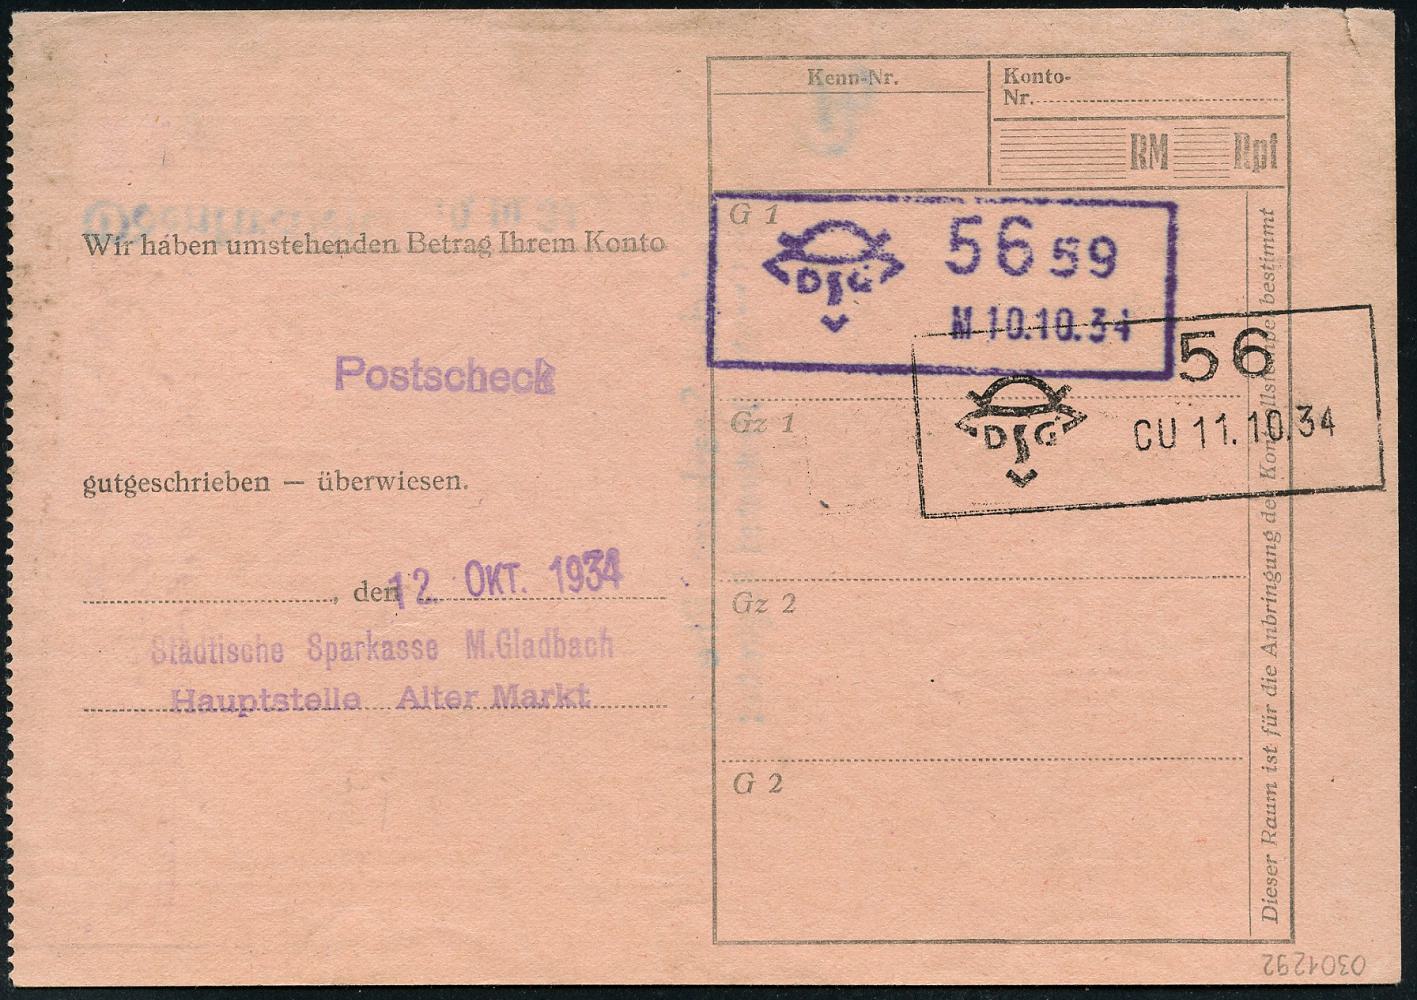 Wir haben umstehenden Betrag Ihrem Konto
Postscheck
gutgeschrieben — überwiesen.
, den 12. OKT. 1934
Städtische Sparkasse M.Gladbach
Hauptstelle Alter Markt
Kenn-Nr.
Konto-
Nr.
RM Rpf
G 1
DSG
56 59
M 10.10.34
56
DSG
CU 11.10.34
Gz 1
Gz 2
G 2
Dieser Raum ist für die Anbringung der Kontrollstempel bestimmt
0301292